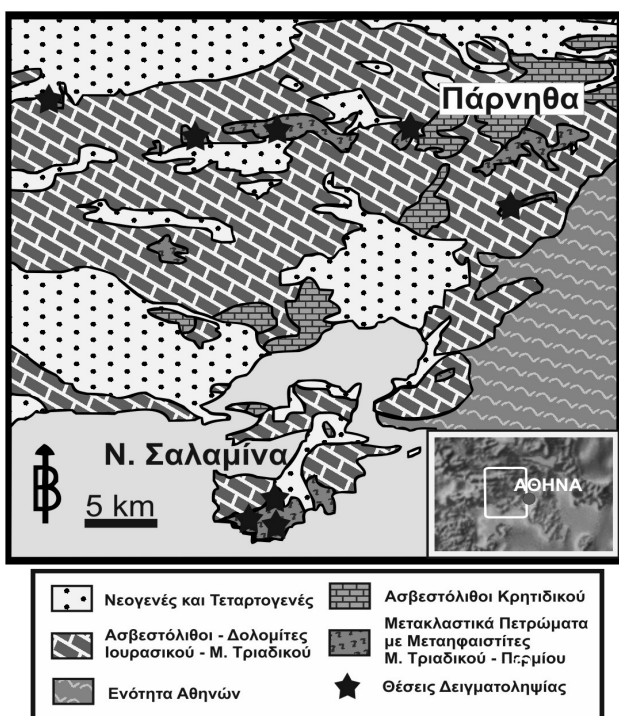 Πάρνηθα
Ν. Σαλαμίνα
Β
5 km
ΑΘΗΝΑ
Νεογενές και Τεταρτογενές
Ασβεστόλιθοι - Δολομίτες
Ιουρασικού - Μ. Τριαδικού
Ενότητα Αθηνών
Ασβεστόλιθοι Κρητιδικού
Μετακλαστικά Πετρώματα
με Μεταηφαιστίτες
Μ. Τριαδικού - Περμίου
Θέσεις Δειγματοληψίας